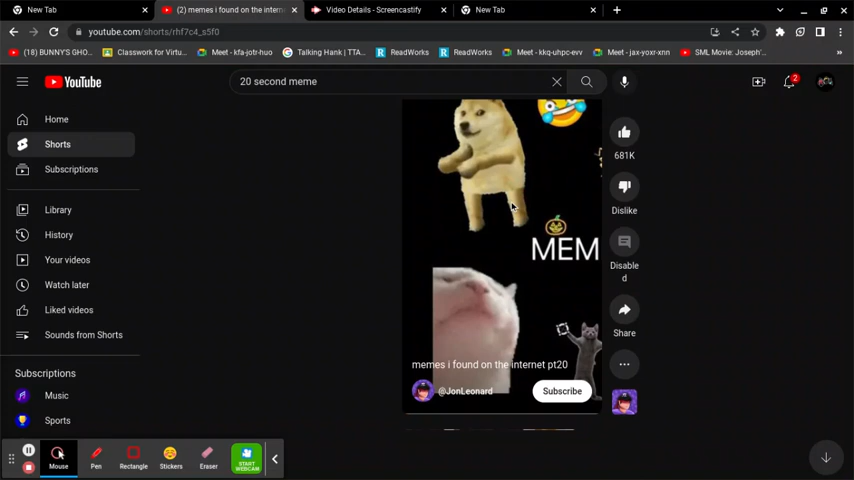 New Tab
(2) memes i found on the intern
Video Details - Screencastify
New Tab
youtube.com/shorts/rhf7c4_s5f0
(18) BUNNY'S GHO...
Classwork for Virtu...
Meet - kfa-jotr-huo
Talking Hank | TTA...
ReadWorks
ReadWorks
Meet - kkq-uhpc-evv
Meet - jax-yoxr-xnn
SML Movie: Joseph'...
YouTube
20 second meme
2
Home
Shorts
Subscriptions
Library
History
Your videos
Watch later
Liked videos
Sounds from Shorts
Subscriptions
Music
Sports
MEM
memes i found on the internet pt20
@JonLeonard
Subscribe
681K
Dislike
Disable
d
Share
Mouse
Pen
Rectangle
Stickers
Eraser
START
WEBCAM